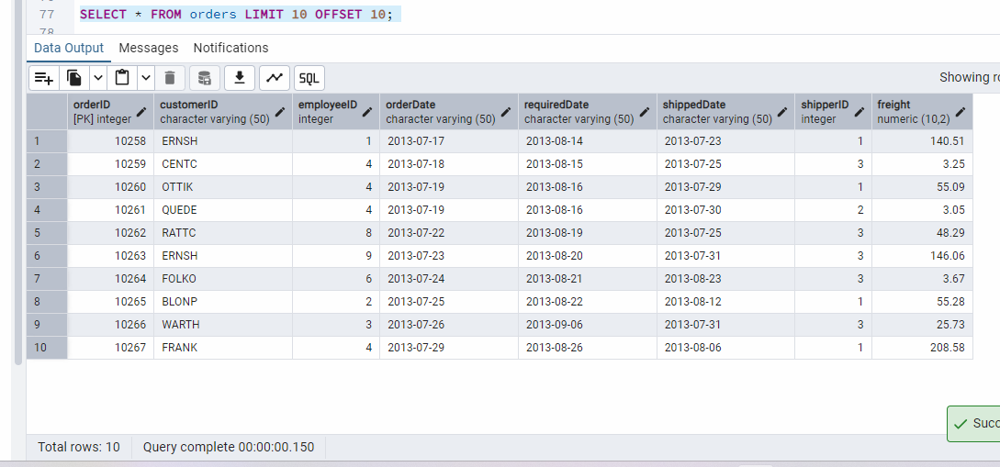 77 SELECT * FROM orders LIMIT 10 OFFSET 10;
78
Data Output Messages Notifications
SQL Showing ro
orderID customerID employeeID orderDate requiredDate shippedDate shipperID freight
[PK] integer character varying (50) integer character varying (50) character varying (50) character varying (50) integer numeric (10,2)
1 10258 ERNSH 1 2013-07-17 2013-08-14 2013-07-23 1 140.51
2 10259 CENTC 4 2013-07-18 2013-08-15 2013-07-25 3 3.25
3 10260 OTTIK 4 2013-07-19 2013-08-16 2013-07-29 1 55.09
4 10261 QUEDE 4 2013-07-19 2013-08-16 2013-07-30 2 3.05
5 10262 RATTC 8 2013-07-22 2013-08-19 2013-07-25 3 48.29
6 10263 ERNSH 9 2013-07-23 2013-08-20 2013-07-31 3 146.06
7 10264 FOLKO 6 2013-07-24 2013-08-21 2013-08-23 3 3.67
8 10265 BLONP 2 2013-07-25 2013-08-22 2013-08-12 1 55.28
9 10266 WARTH 3 2013-07-26 2013-09-06 2013-07-31 3 25.73
10 10267 FRANK 4 2013-07-29 2013-08-26 2013-08-06 1 208.58
Succ
Total rows: 10 Query complete 00:00:00.150